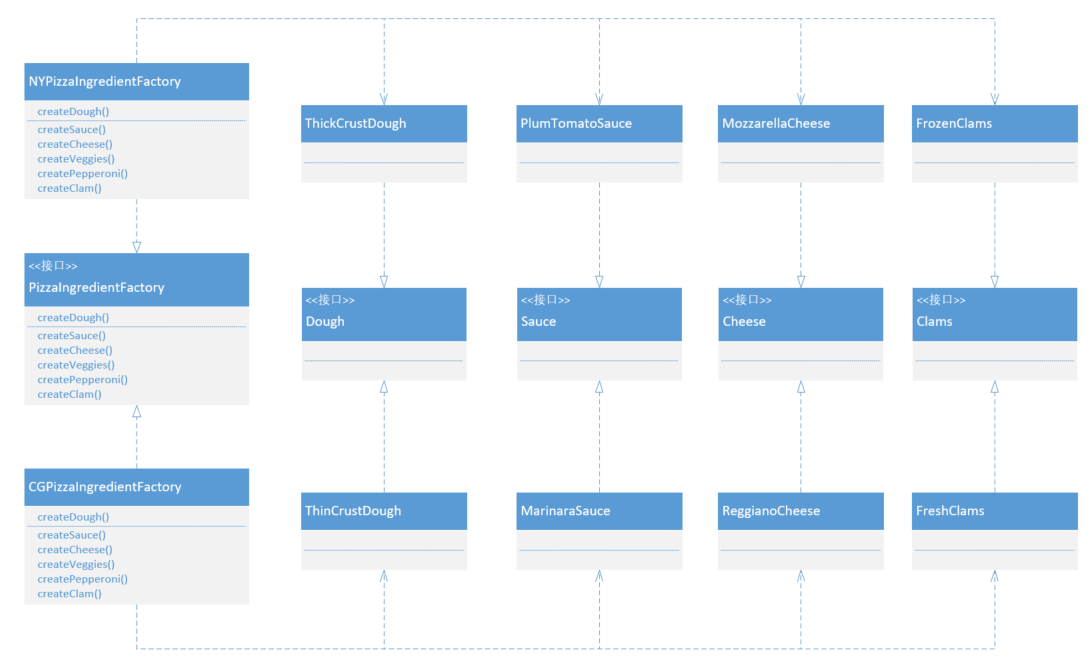 NYPizzaIngredientFactory
createDough()
createSauce()
createCheese()
createVeggies()
createPepperoni()
createClam()
ThickCrustDough
PlumTomatoSauce
MozzarellaCheese
FrozenClams
<<接口>>
PizzaIngredientFactory
createDough()
createSauce()
createCheese()
createVeggies()
createPepperoni()
createClam()
<<接口>>
Dough
<<接口>>
Sauce
<<接口>>
Cheese
<<接口>>
Clams
CGPizzaIngredientFactory
createDough()
createSauce()
createCheese()
createVeggies()
createPepperoni()
createClam()
ThinCrustDough
MarinaraSauce
ReggianoCheese
FreshClams